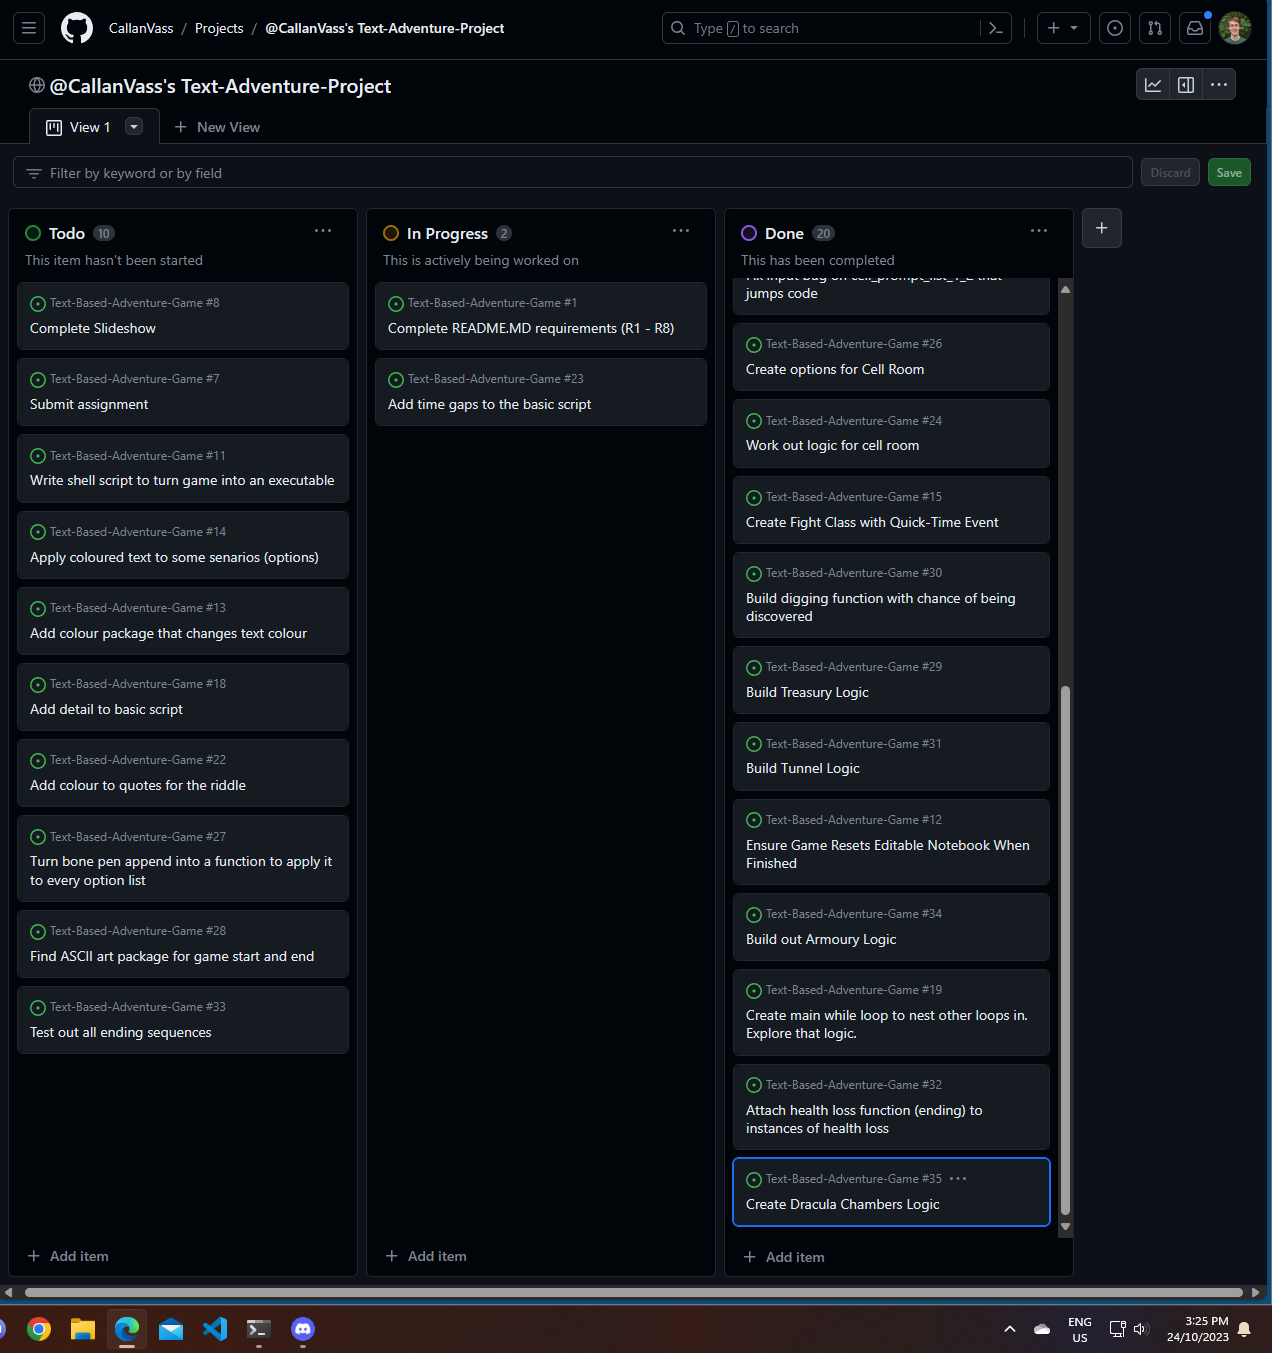 CallanVass / Projects / @CallanVass's Text-Adventure-Project
Type / to search
@CallanVass's Text-Adventure-Project
View 1
New View
Filter by keyword or by field
Discard
Save
Todo 10
This item hasn't been started
Text-Based-Adventure-Game #8
Complete Slideshow
Text-Based-Adventure-Game #7
Submit assignment
Text-Based-Adventure-Game #11
Write shell script to turn game into an executable
Text-Based-Adventure-Game #14
Apply coloured text to some senarios (options)
Text-Based-Adventure-Game #13
Add colour package that changes text colour
Text-Based-Adventure-Game #18
Add detail to basic script
Text-Based-Adventure-Game #22
Add colour to quotes for the riddle
Text-Based-Adventure-Game #27
Turn bone pen append into a function to apply it
to every option list
Text-Based-Adventure-Game #28
Find ASCII art package for game start and end
Text-Based-Adventure-Game #33
Test out all ending sequences
Add item
In Progress 2
This is actively being worked on
Text-Based-Adventure-Game #1
Complete README.MD requirements (R1 - R8)
Text-Based-Adventure-Game #23
Add time gaps to the basic script
Add item
Done 20
This has been completed
jumps code
Text-Based-Adventure-Game #26
Create options for Cell Room
Text-Based-Adventure-Game #24
Work out logic for cell room
Text-Based-Adventure-Game #15
Create Fight Class with Quick-Time Event
Text-Based-Adventure-Game #30
Build digging function with chance of being
discovered
Text-Based-Adventure-Game #29
Build Treasury Logic
Text-Based-Adventure-Game #31
Build Tunnel Logic
Text-Based-Adventure-Game #12
Ensure Game Resets Editable Notebook When
Finished
Text-Based-Adventure-Game #34
Build out Armoury Logic
Text-Based-Adventure-Game #19
Create main while loop to nest other loops in.
Explore that logic.
Text-Based-Adventure-Game #32
Attach health loss function (ending) to
instances of health loss
Text-Based-Adventure-Game #35
Create Dracula Chambers Logic
Add item
ENG
US
3:25 PM
24/10/2023